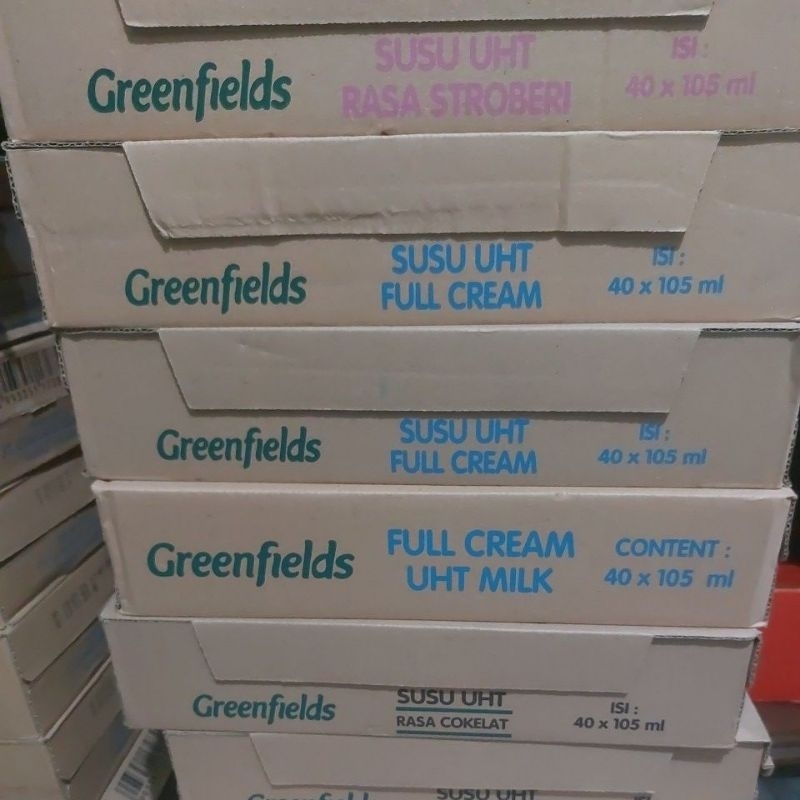 Greenfields
SUSU UHT
RASA STROBERI
ISI :
40 x 105 ml
Greenfields
SUSU UHT
FULL CREAM
ISI :
40 x 105 ml
Greenfields
SUSU UHT
FULL CREAM
ISI :
40 x 105 ml
Greenfields
FULL CREAM
UHT MILK
CONTENT :
40 x 105 ml
Greenfields
SUSU UHT
RASA COKELAT
ISI :
40 x 105 ml
Greenfields
SUSU UHT